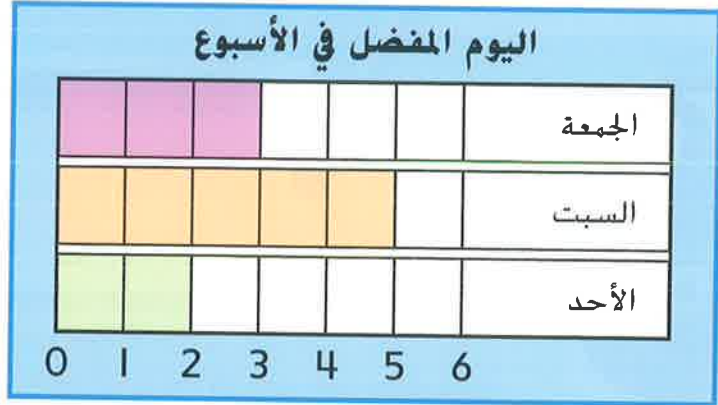 اليوم المفضل في الأسبوع
الجمعة
السبت
الأحد
0 1 2 3 4 5 6